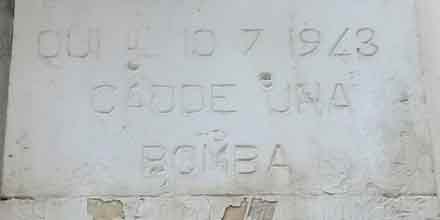 QUI IL 10 7 1943
CADDE UNA
BOMBA